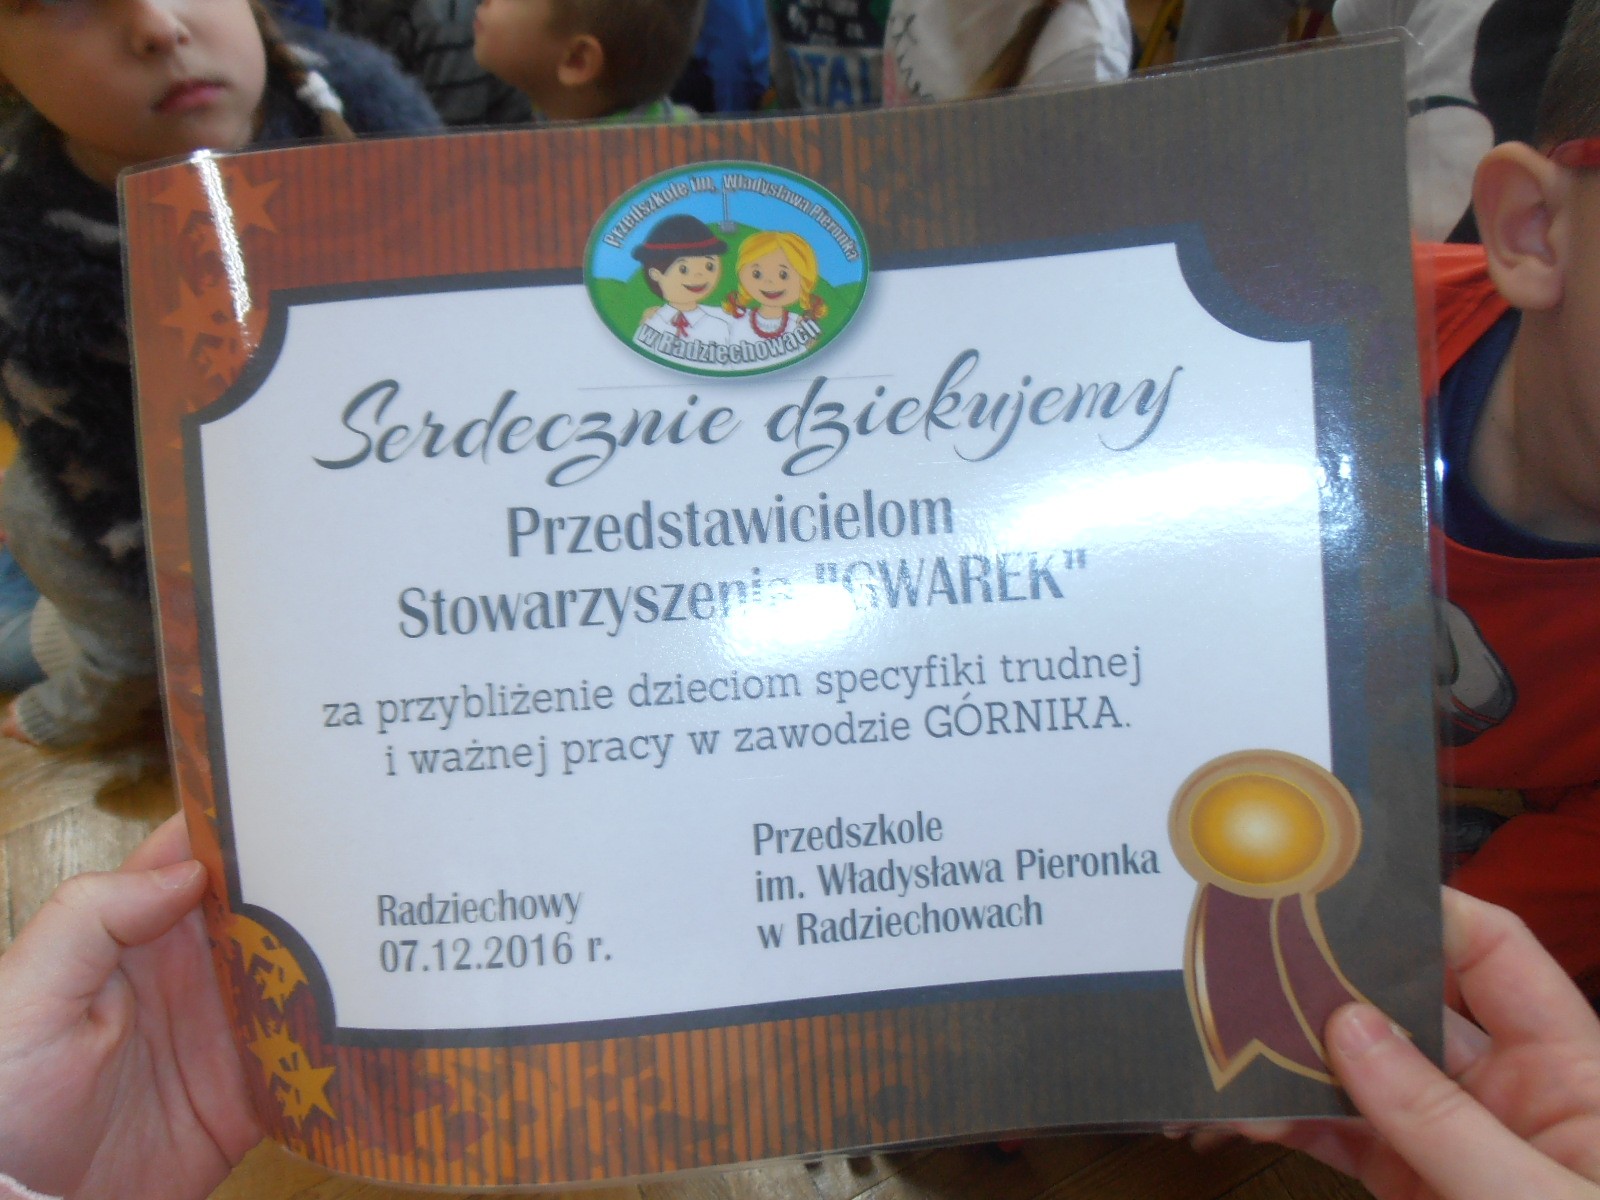 Przedszkole im. Władysława Pieronka
w Radziechowach
Serdecznie dziękujemy
Przedstawicielom
Stowarzyszenia "GWAREK"
za przybliżenie dzieciom specyfiki trudnej
i ważnej pracy w zawodzie GÓRNIKA.
Radziechowy
07.12.2016 r.
Przedszkole
im. Władysława Pieronka
w Radziechowach